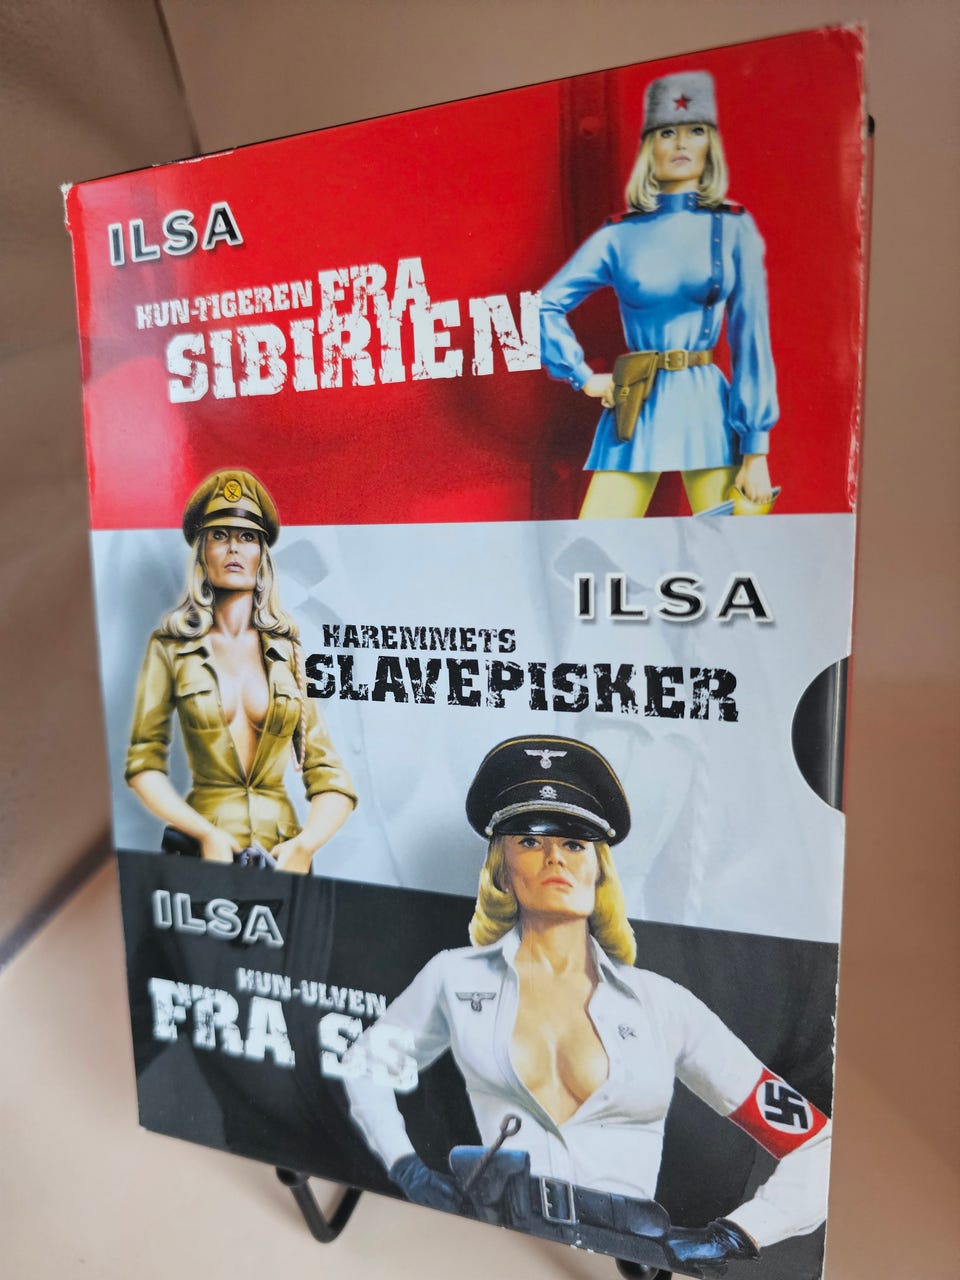 ILSA
HUN-TIGEREN FRA
SIBIRIEN
ILSA
HAREMMETS
SLAVEPISKER
ILSA
HUN-ULVEN
FRA SS